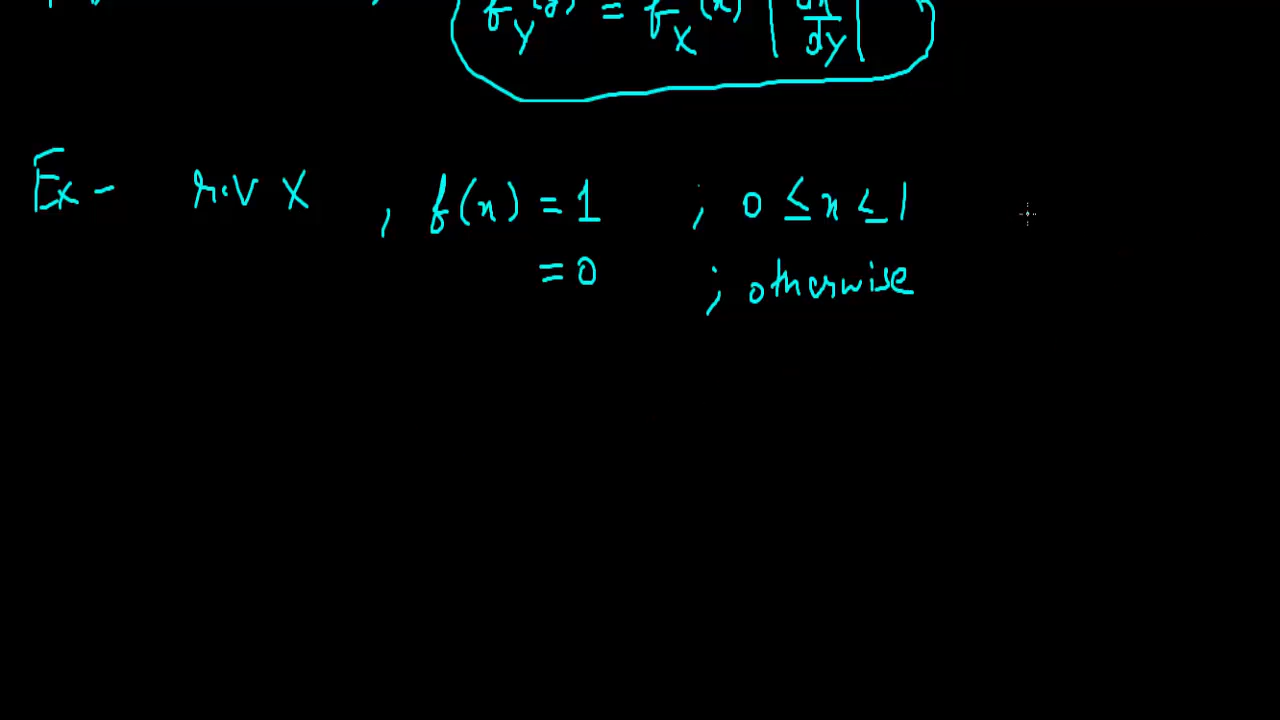 f_Y(y) = f_X(x) |dx/dy|
Ex - r.v X , f(x) = 1 ; 0 ≤ x ≤ 1
= 0 ; otherwise